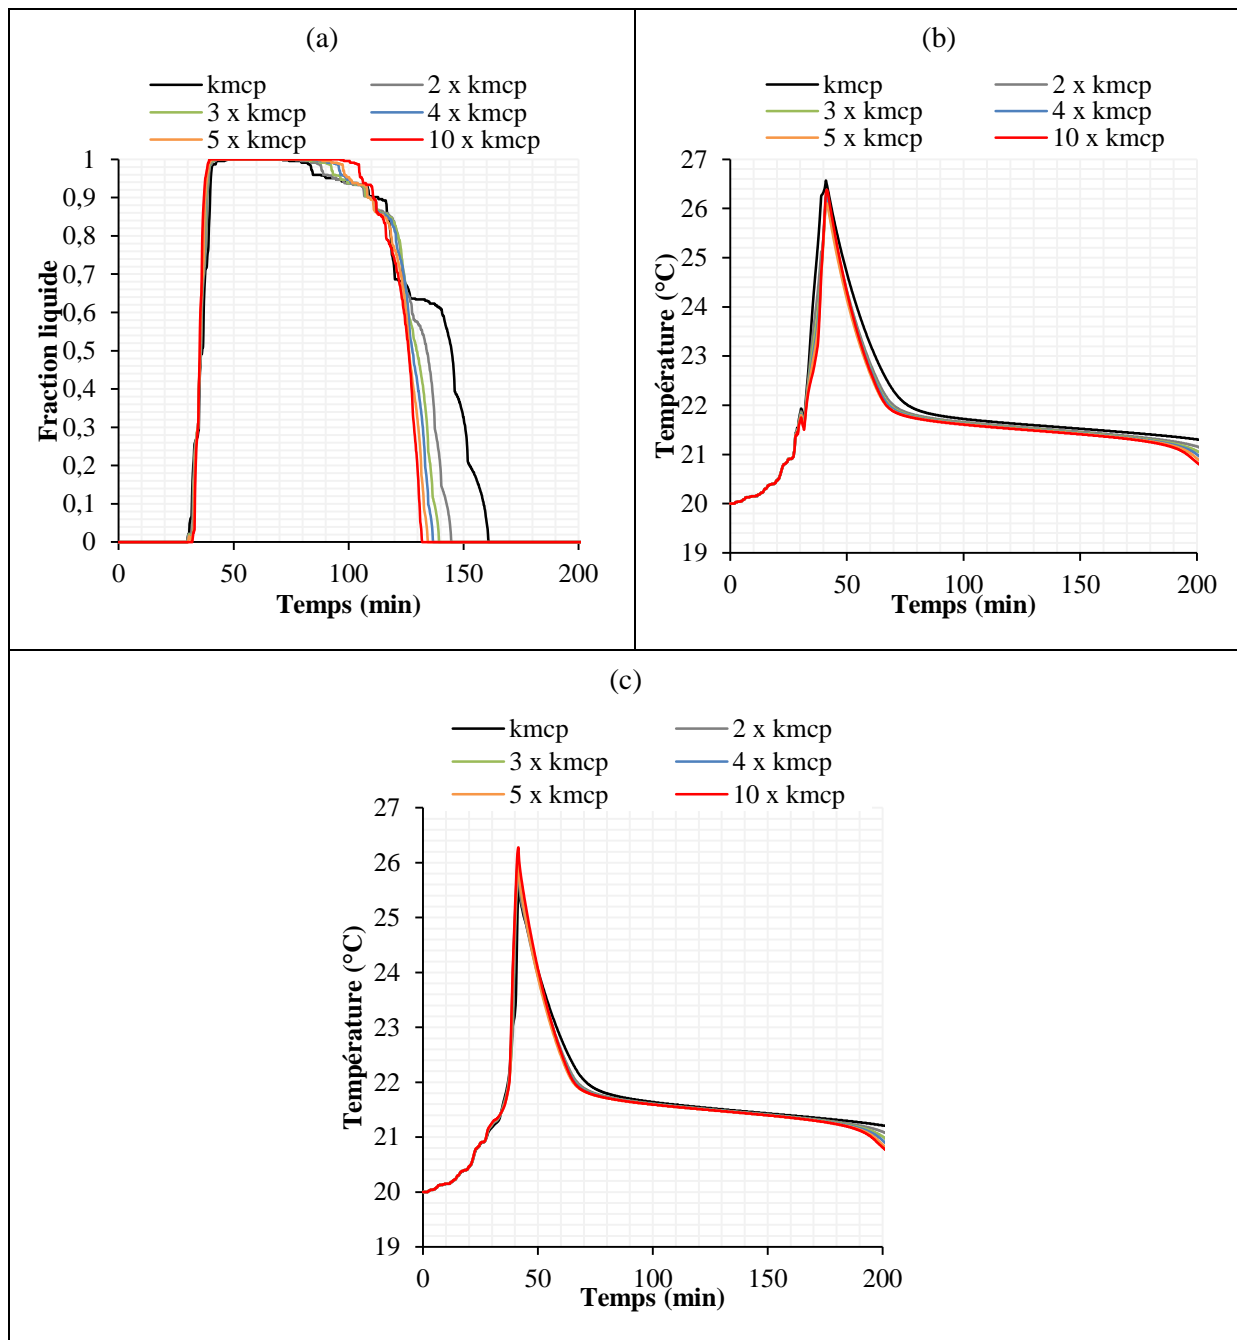 (a)
kmcp
2 x kmcp
3 x kmcp
4 x kmcp
5 x kmcp
10 x kmcp
1
0,9
0,8
0,7
0,6
0,5
0,4
0,3
0,2
0,1
0
Fraction liquide
0 50 100 150 200
Temps (min)
(b)
kmcp
2 x kmcp
3 x kmcp
4 x kmcp
5 x kmcp
10 x kmcp
27
26
25
24
23
22
21
20
19
Température (°C)
0 50 100 150 200
Temps (min)
(c)
kmcp
2 x kmcp
3 x kmcp
4 x kmcp
5 x kmcp
10 x kmcp
27
26
25
24
23
22
21
20
19
Température (°C)
0 50 100 150 200
Temps (min)